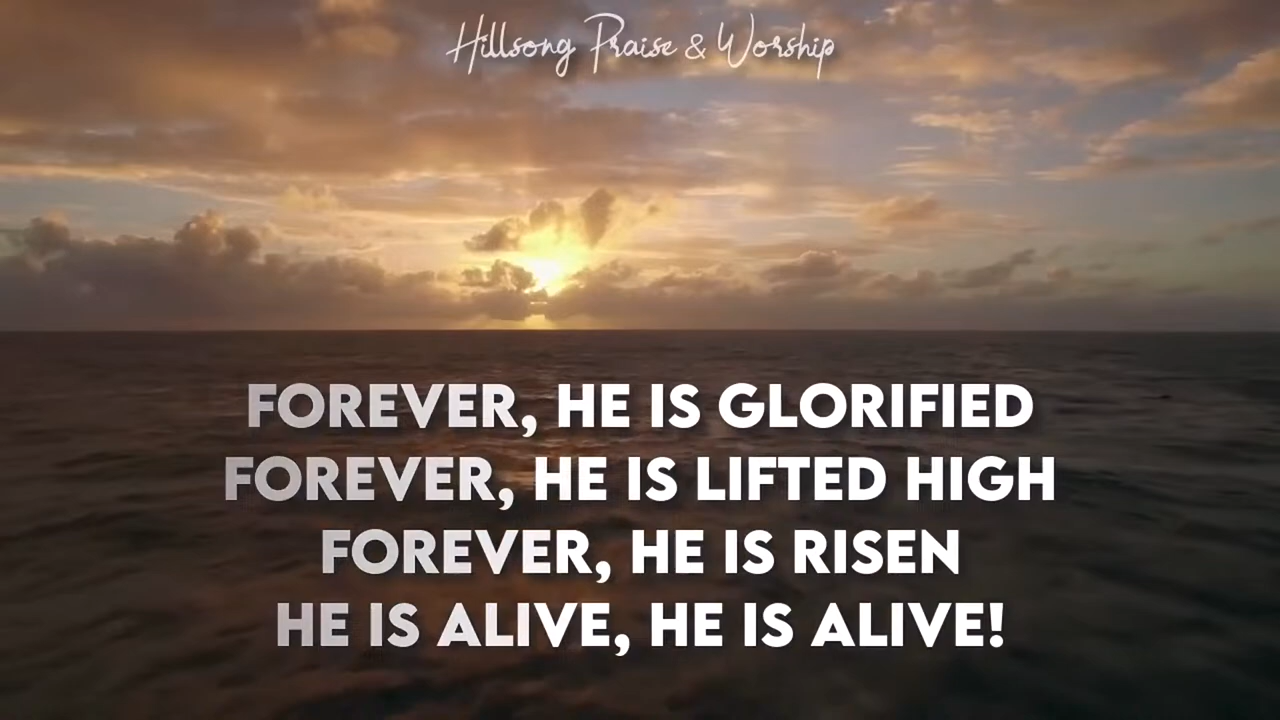 Hillsong Praise & Worship
FOREVER, HE IS GLORIFIED
FOREVER, HE IS LIFTED HIGH
FOREVER, HE IS RISEN
HE IS ALIVE, HE IS ALIVE!